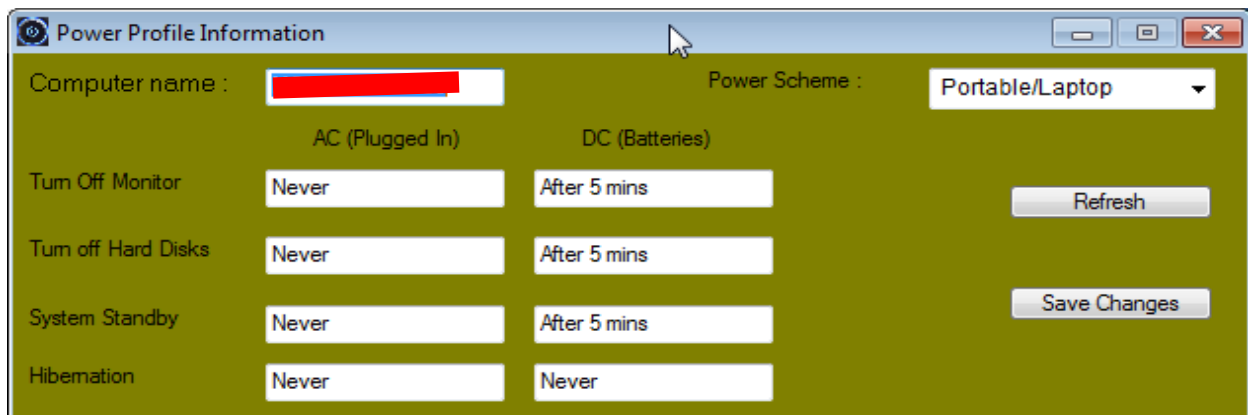 Power Profile Information
Computer name :
Power Scheme :
Portable/Laptop
AC (Plugged In)
DC (Batteries)
Turn Off Monitor
Never
After 5 mins
Refresh
Turn off Hard Disks
Never
After 5 mins
System Standby
Never
After 5 mins
Save Changes
Hibernation
Never
Never